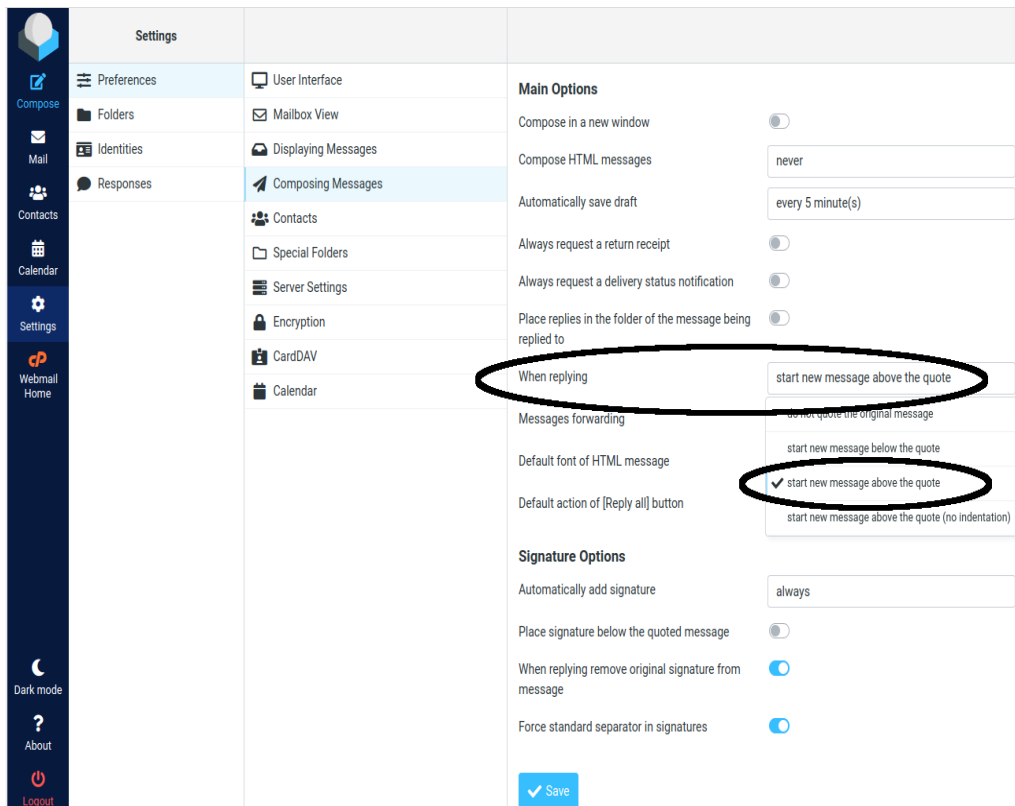 Settings
Compose
Mail
Contacts
Calendar
Settings
Webmail
Home
Dark mode
About
Logout
Preferences
Folders
Identities
Responses
User Interface
Mailbox View
Displaying Messages
Composing Messages
Contacts
Special Folders
Server Settings
Encryption
CardDAV
Calendar
Main Options
Compose in a new window
Compose HTML messages
never
Automatically save draft
every 5 minute(s)
Always request a return receipt
Always request a delivery status notification
Place replies in the folder of the message being
replied to
When replying
start new message above the quote
do not quote the original message
start new message below the quote
start new message above the quote
start new message above the quote (no indentation)
Messages forwarding
Default font of HTML message
Default action of [Reply all] button
Signature Options
Automatically add signature
always
Place signature below the quoted message
When replying remove original signature from
message
Force standard separator in signatures
Save